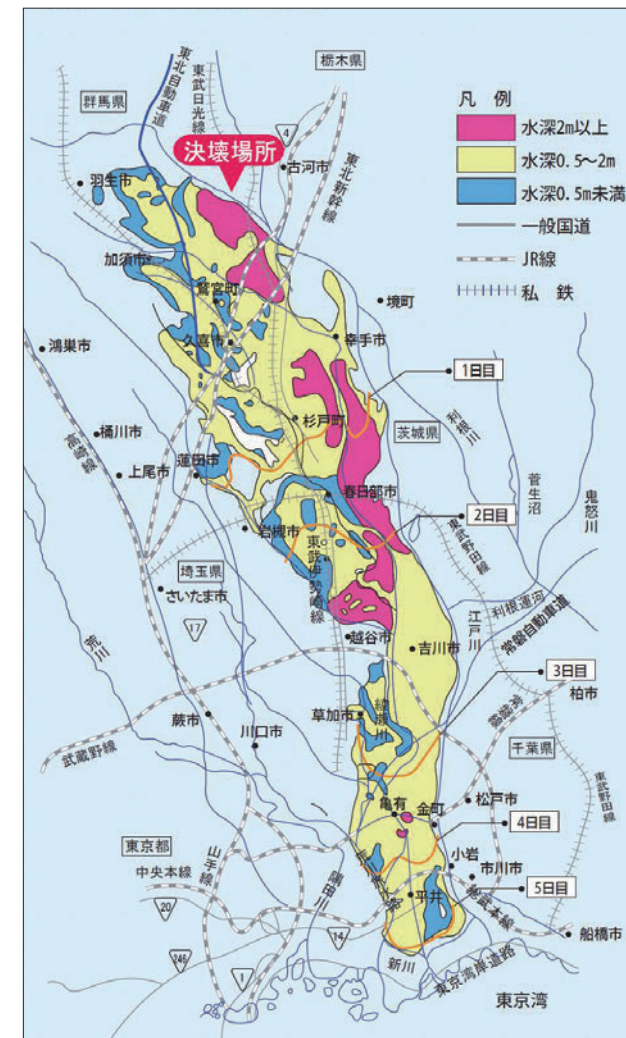 凡 例
水深2m以上
水深0.5～2m
水深0.5m未満
一般国道
JR線
私 鉄
栃木県
群馬県
東北自動車道
東武日光線
4
決壊場所
古河市
東北新幹線
羽生市
加須市
鷲宮町
境町
鴻巣市
久喜市
幸手市
1日目
杉戸町
茨城県
利根川
桶川市
高崎線
上尾市
蓮田市
菅生沼
鬼怒川
春日部市
2日目
岩槻市
東武伊勢崎線
東武野田線
埼玉県
さいたま市
利根運河
江戸川
常磐自動車道
荒川
17
越谷市
吉川市
3日目
柏市
草加市
綾瀬川
常磐線
蕨市
川口市
千葉県
武蔵野線
東武野田線
亀有
金町
松戸市
4日目
東京都
小岩
市川市
中央本線
山手線
隅田川
平井
総武本線
5日目
20
14
船橋市
246
1
新川
東京湾岸道路
東京湾